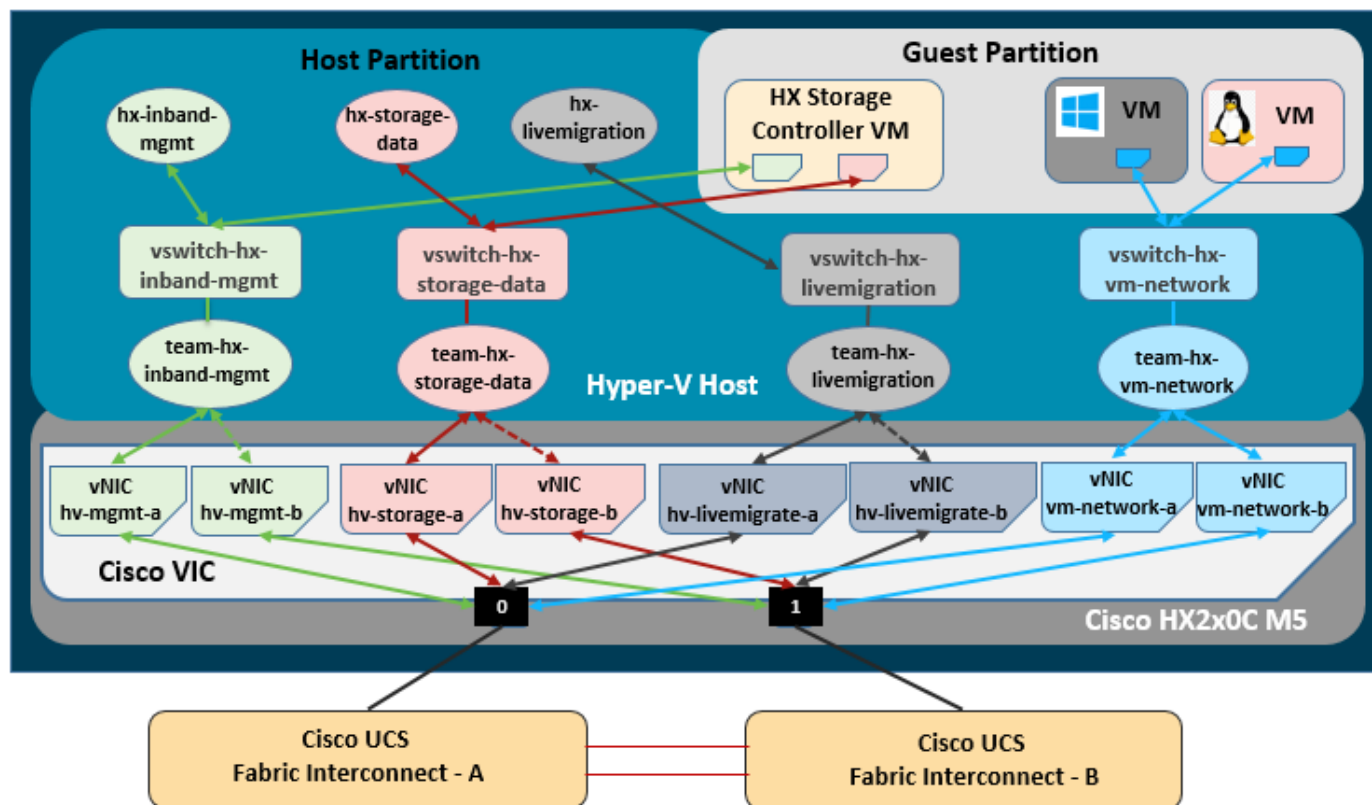 Host Partition
Guest Partition
hx-inband-
mgmt
hx-storage-
data
hx-
livemigration
HX Storage
Controller VM
VM
VM
vswitch-hx-
inband-mgmt
vswitch-hx-
storage-data
vswitch-hx-
livemigration
vswitch-hx-
vm-network
team-hx-
inband-mgmt
team-hx-
storage-data
team-hx-
livemigration
team-hx-
vm-network
Hyper-V Host
vNIC
hv-mgmt-a
vNIC
hv-mgmt-b
vNIC
hv-storage-a
vNIC
hv-storage-b
vNIC
hv-livemigrate-a
vNIC
hv-livemigrate-b
vNIC
vm-network-a
vNIC
vm-network-b
Cisco VIC
0
1
Cisco HX2x0C M5
Cisco UCS
Fabric Interconnect - A
Cisco UCS
Fabric Interconnect - B